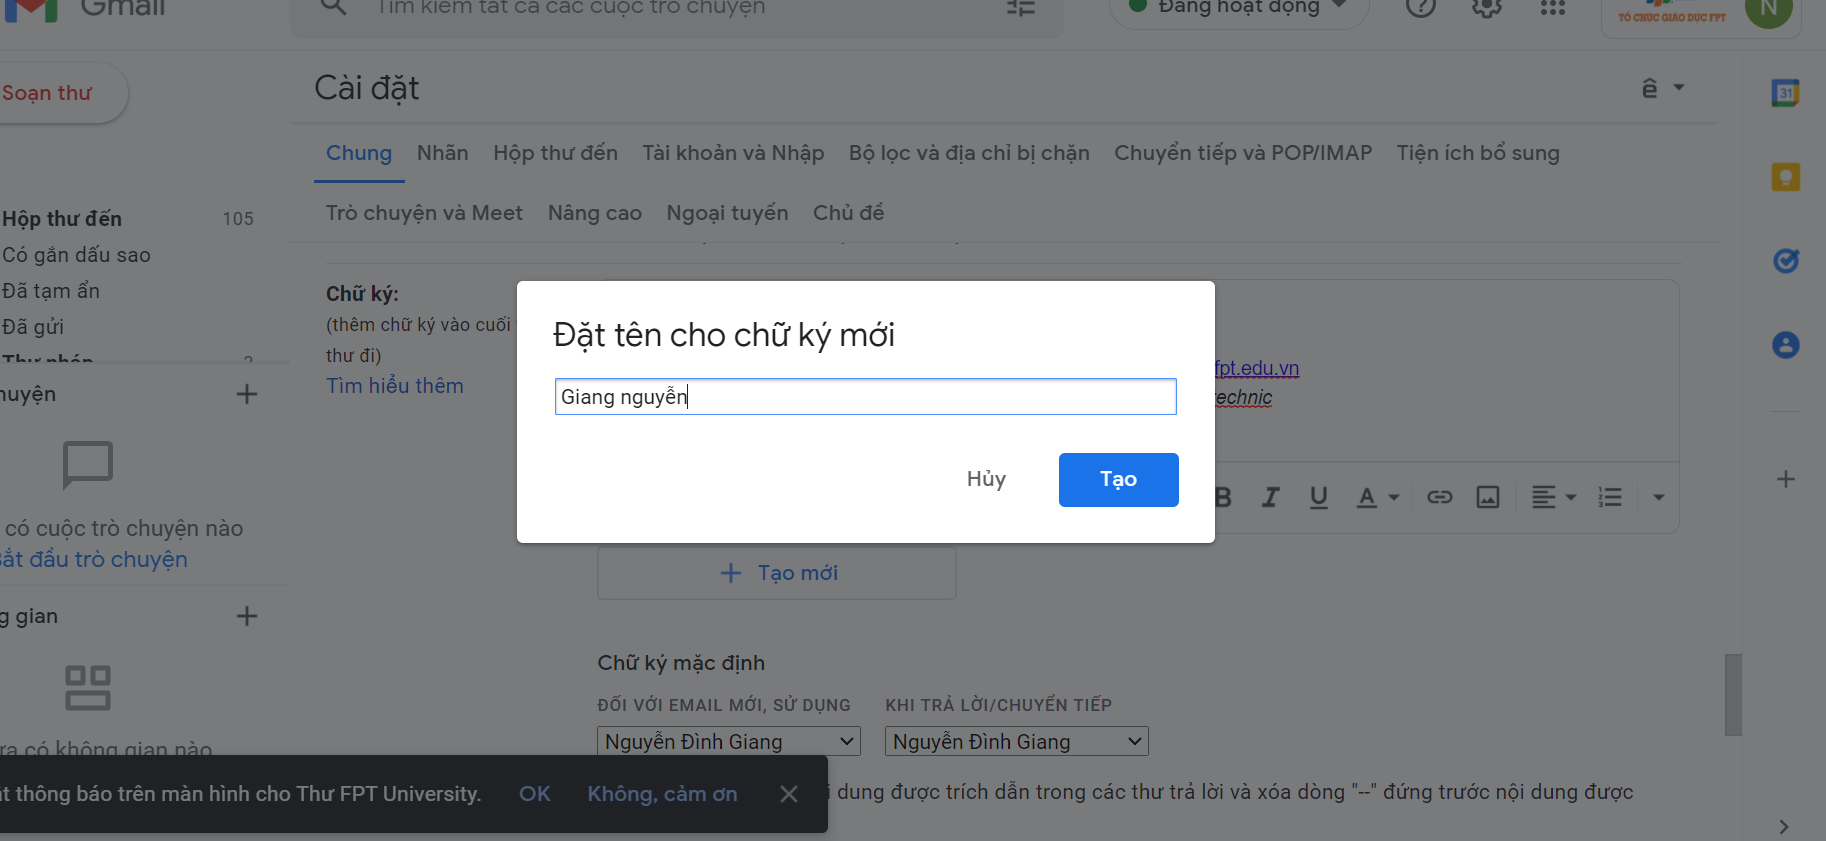 Gmail
Tìm kiếm tất cả các cuộc trò chuyện
Đang hoạt động
TỔ CHỨC GIÁO DỤC FPT
N
Soạn thư
Cài đặt
ê
31
Chung Nhãn Hộp thư đến Tài khoản và Nhập Bộ lọc và địa chỉ bị chặn Chuyển tiếp và POP/IMAP Tiện ích bổ sung
Trò chuyện và Meet Nâng cao Ngoại tuyến Chủ đề
Hộp thư đến 105
Có gắn dấu sao
Đã tạm ẩn
Đã gửi
Thư nháp
Chữ ký:
(thêm chữ ký vào cuối
thư đi)
Tìm hiểu thêm
Đặt tên cho chữ ký mới
Giang nguyễn
Hủy Tạo
fpt.edu.vn
technic
B I U A
huyện
có cuộc trò chuyện nào
Bắt đầu trò chuyện
g gian
có không gian nào
Tạo mới
Chữ ký mặc định
ĐỐI VỚI EMAIL MỚI, SỬ DỤNG KHI TRẢ LỜI/CHUYỂN TIẾP
Nguyễn Đình Giang Nguyễn Đình Giang
i dung được trích dẫn trong các thư trả lời và xóa dòng "--" đứng trước nội dung được
t thông báo trên màn hình cho Thư FPT University. OK Không, cảm ơn